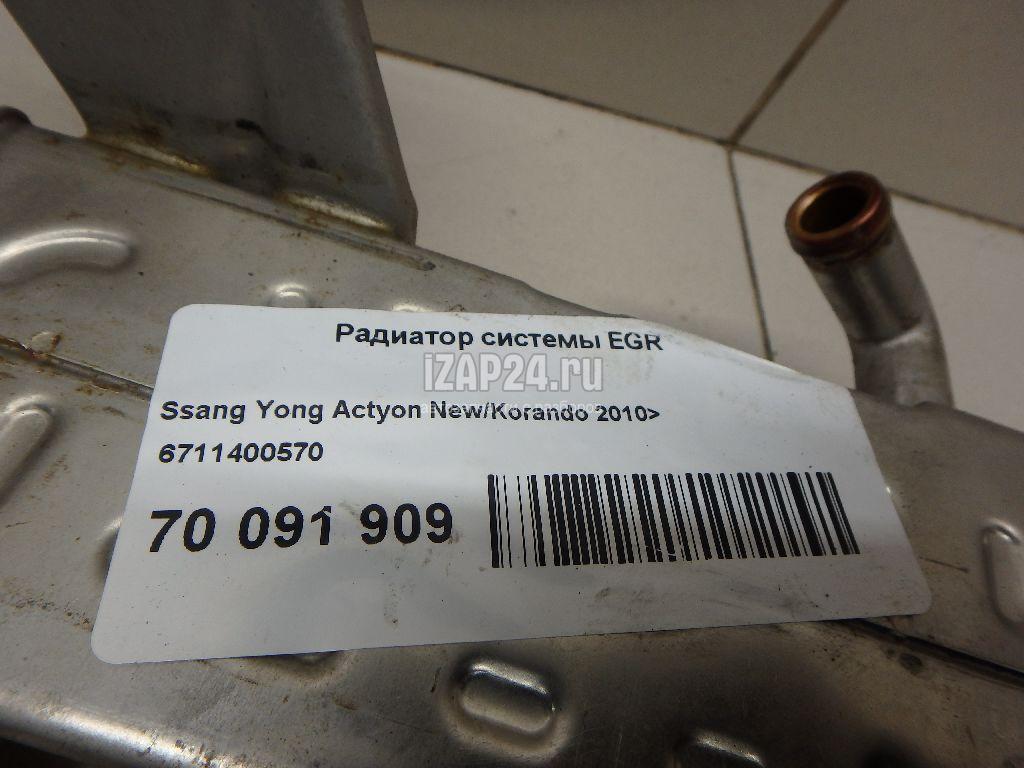 Радиатор системы EGR
iZAP24.ru
Ssang Yong Actyon New/Korando 2010>
6711400570
70 091 909